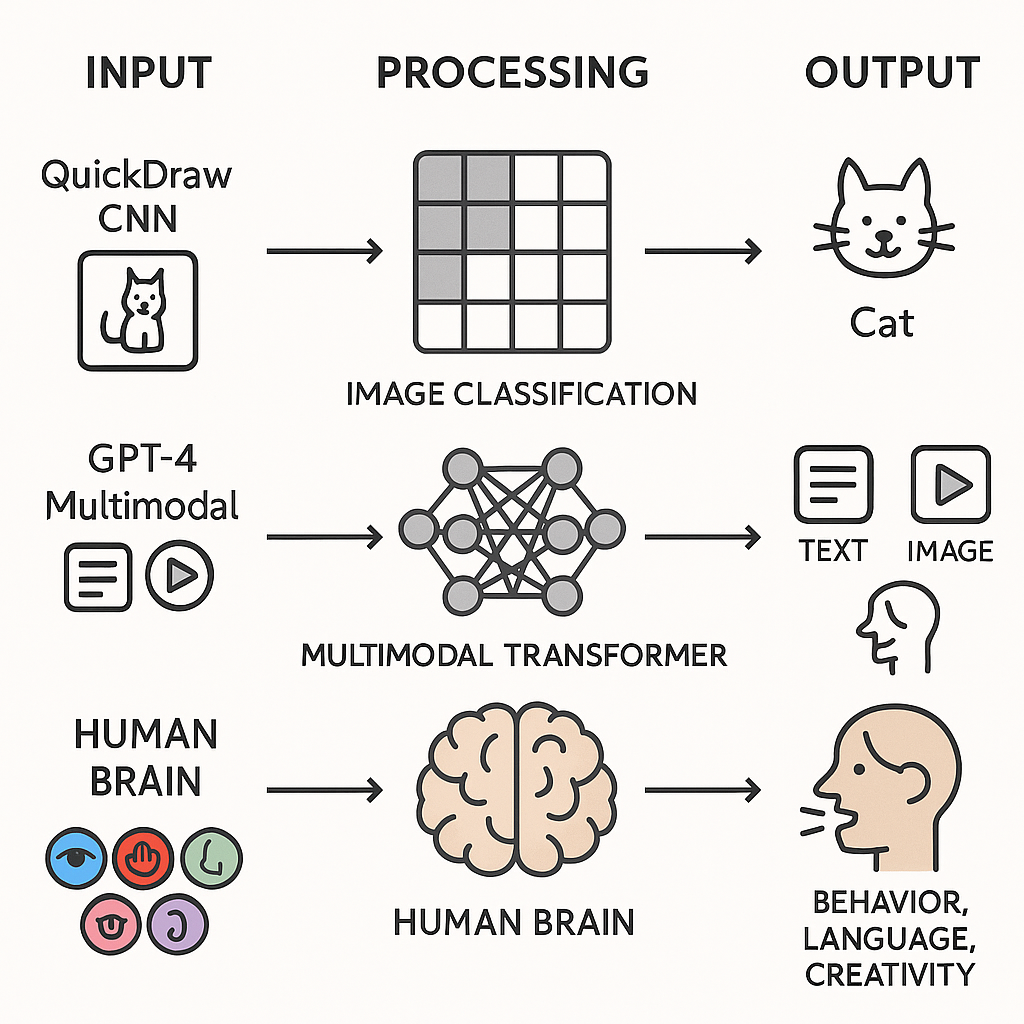 INPUT
PROCESSING
OUTPUT
QuickDraw
CNN
IMAGE CLASSIFICATION
Cat
GPT-4
Multimodal
MULTIMODAL TRANSFORMER
TEXT
IMAGE
HUMAN
BRAIN
HUMAN BRAIN
BEHAVIOR,
LANGUAGE,
CREATIVITY